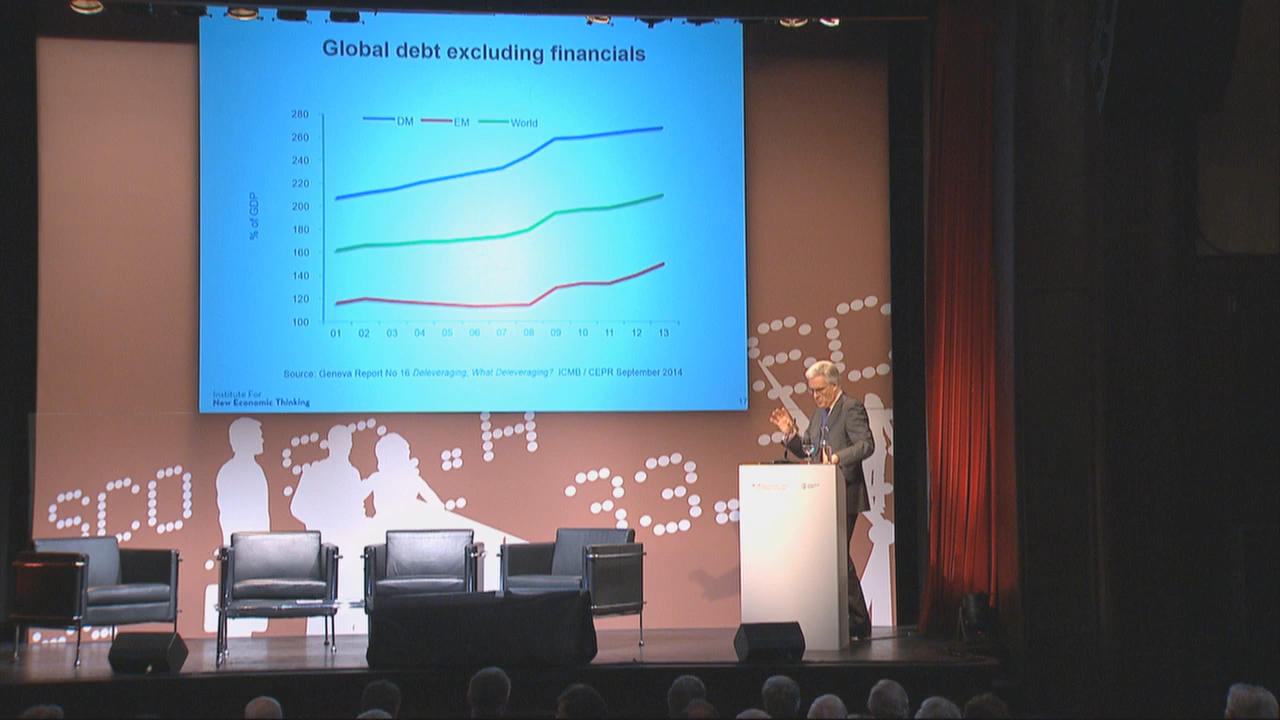 Global debt excluding financials
DM EM World
% of GDP
280
260
240
220
200
180
160
140
120
100
01 02 03 04 05 06 07 08 09 10 11 12 13
Source: Geneva Report No 16 Deleveraging, What Deleveraging? ICMB / CEPR September 2014
Institute For
New Economic Thinking
17